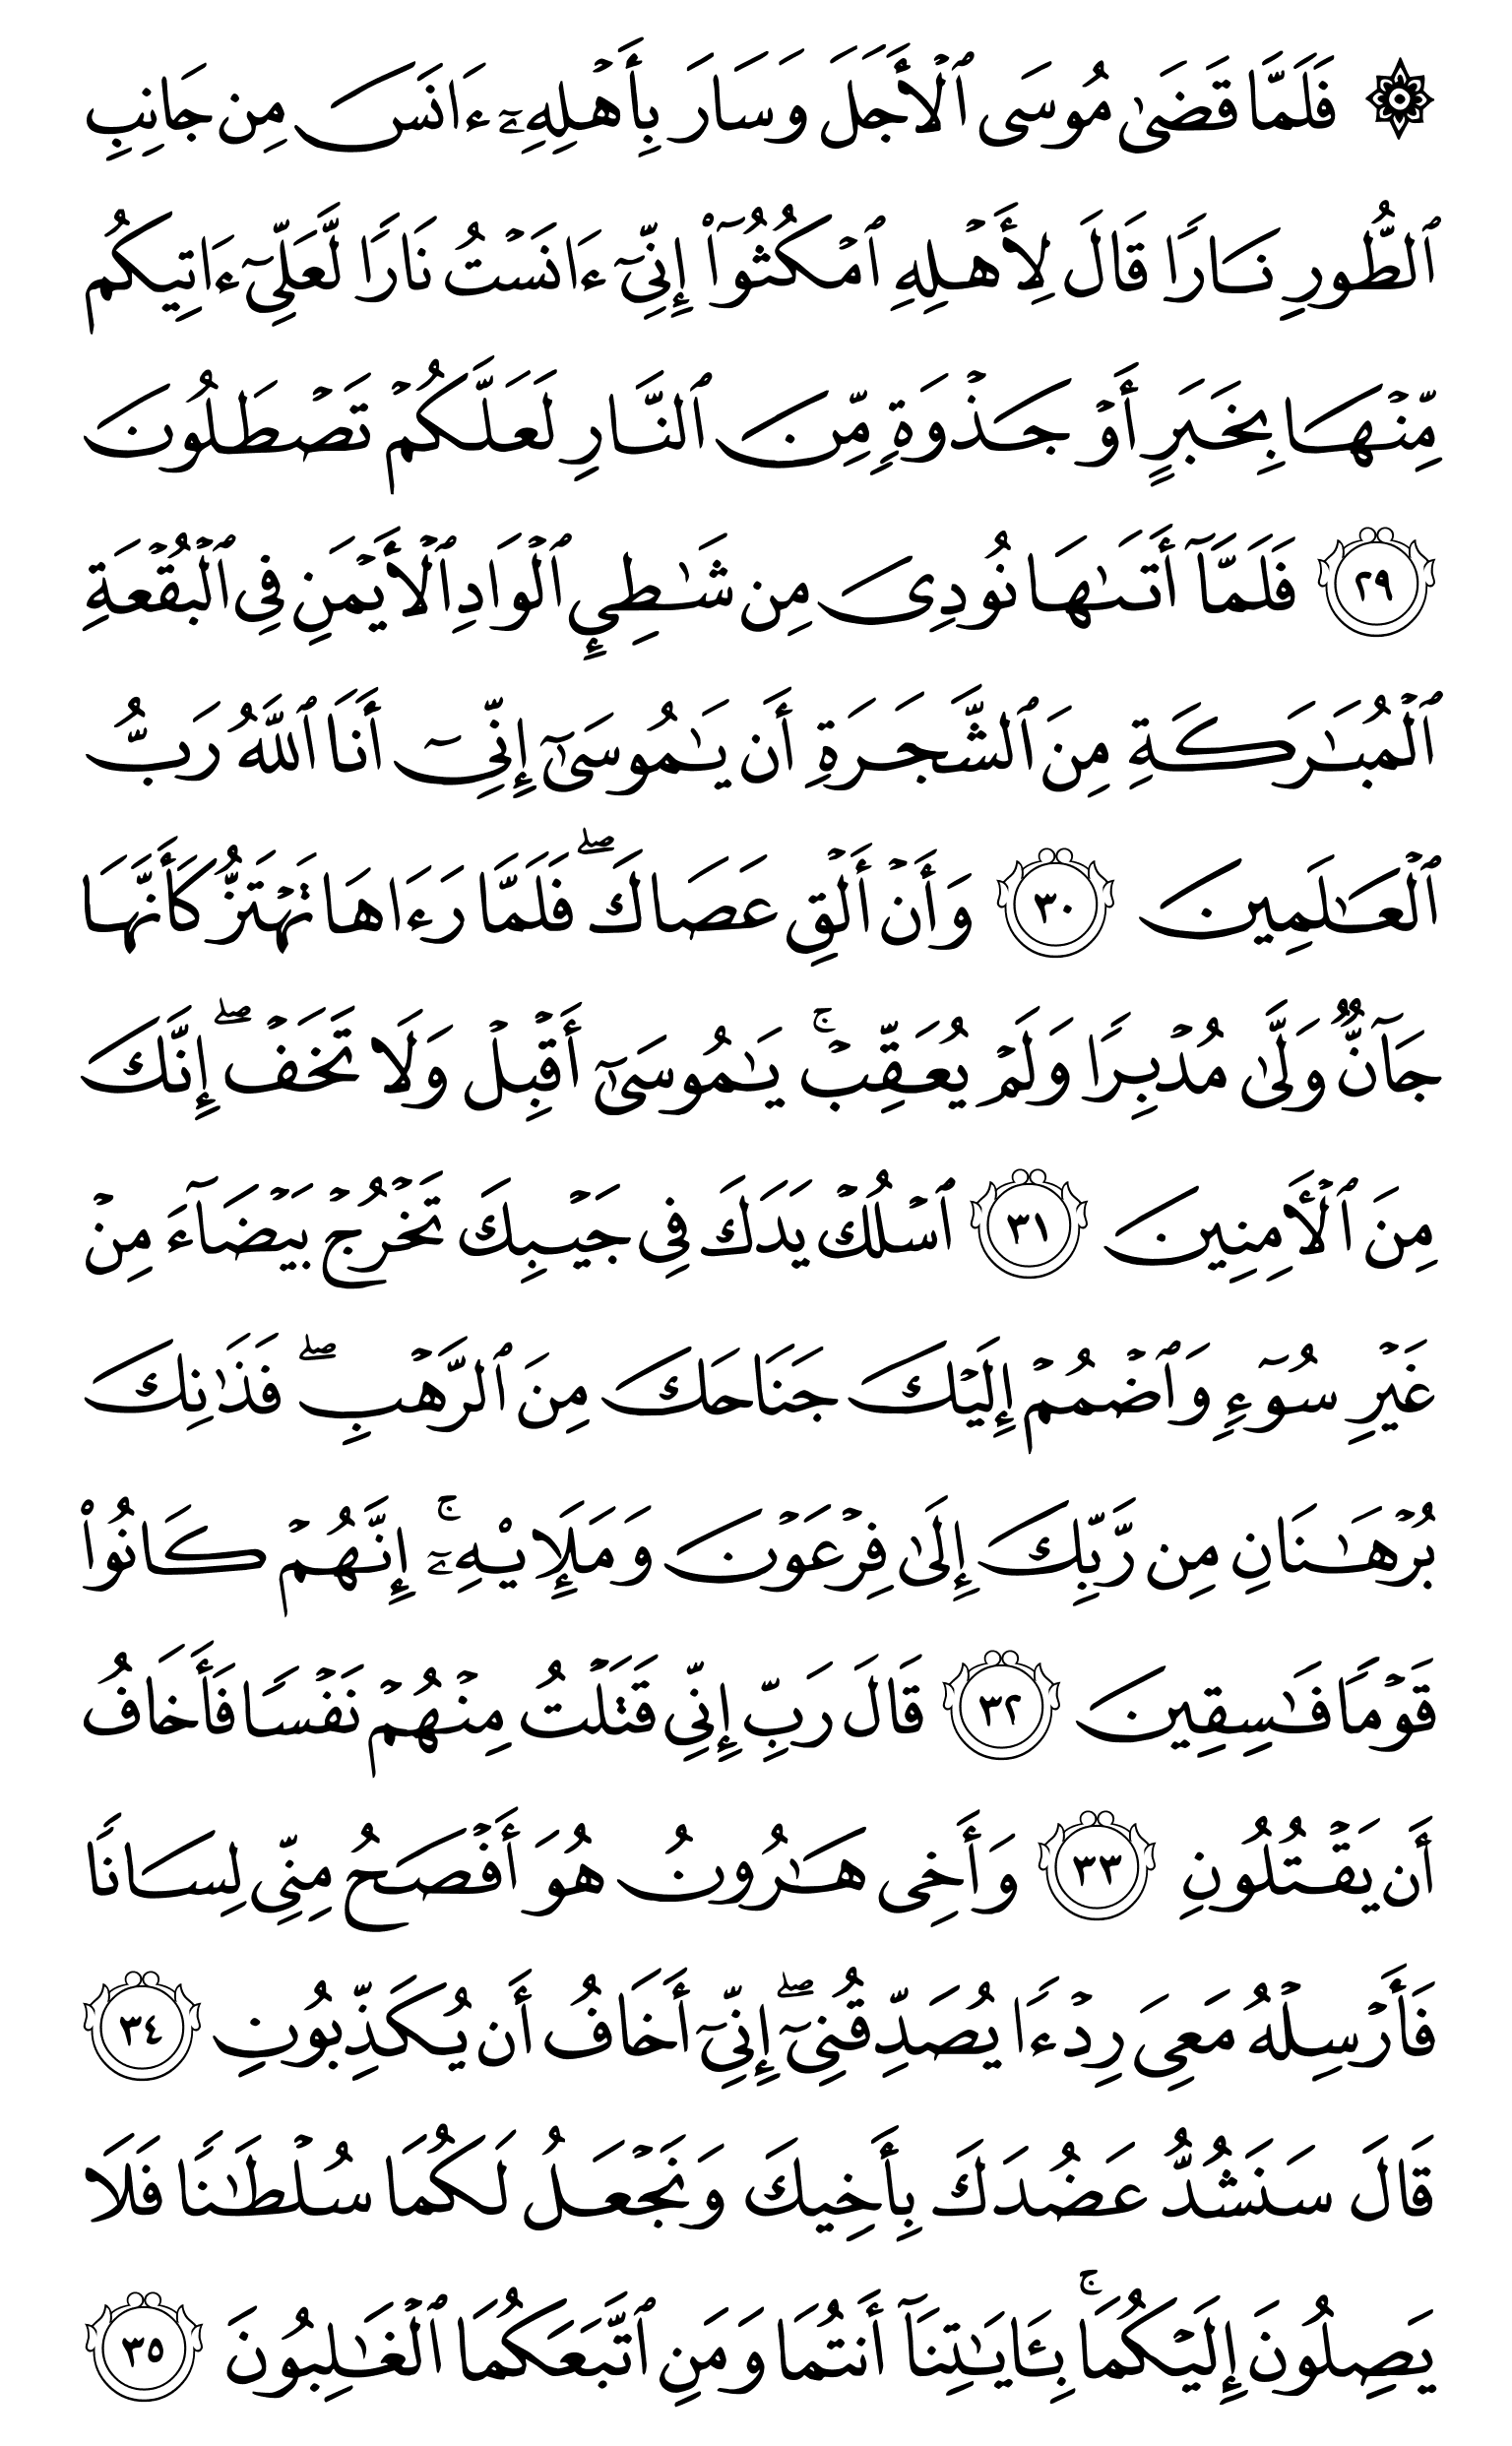 ۞ فَلَمَّا قَضَىٰ مُوسَى ٱلۡأَجَلَ وَسَارَ بِأَهۡلِهِۦٓ ءَانَسَ مِن جَانِبِ
ٱلطُّورِ نَارٗا قَالَ لِأَهۡلِهِ ٱمۡكُثُوٓاْ إِنِّيٓ ءَانَسۡتُ نَارٗا لَّعَلِّيٓ ءَاتِيكُم
مِّنۡهَا بِخَبَرٍ أَوۡ جَذۡوَةٖ مِّنَ ٱلنَّارِ لَعَلَّكُمۡ تَصۡطَلُونَ
٢٩ فَلَمَّآ أَتَىٰهَا نُودِيَ مِن شَٰطِيِٕ ٱلۡوَادِ ٱلۡأَيۡمَنِ فِي ٱلۡبُقۡعَةِ
ٱلۡمُبَٰرَكَةِ مِنَ ٱلشَّجَرَةِ أَن يَٰمُوسَىٰٓ إِنِّيٓ أَنَا ٱللَّهُ رَبُّ
ٱلۡعَٰلَمِينَ ٣٠ وَأَنۡ أَلۡقِ عَصَاكَۖ فَلَمَّا رَءَاهَا تَهۡتَزُّ كَأَنَّهَا
جَآنّٞ وَلَّىٰ مُدۡبِرٗا وَلَمۡ يُعَقِّبۡۚ يَٰمُوسَىٰٓ أَقۡبِلۡ وَلَا تَخَفۡۖ إِنَّكَ
مِنَ ٱلۡأٓمِنِينَ ٣١ ٱسۡلُكۡ يَدَكَ فِي جَيۡبِكَ تَخۡرُجۡ بَيۡضَآءَ مِنۡ
غَيۡرِ سُوٓءٖ وَٱضۡمُمۡ إِلَيۡكَ جَنَاحَكَ مِنَ ٱلرَّهۡبِۖ فَذَٰنِكَ
بُرۡهَٰنَانِ مِن رَّبِّكَ إِلَىٰ فِرۡعَوۡنَ وَمَلَإِيْهِۦٓۚ إِنَّهُمۡ كَانُواْ
قَوۡمٗا فَٰسِقِينَ ٣٢ قَالَ رَبِّ إِنِّي قَتَلۡتُ مِنۡهُمۡ نَفۡسٗا فَأَخَافُ
أَن يَقۡتُلُونِ ٣٣ وَأَخِي هَٰرُونُ هُوَ أَفۡصَحُ مِنِّي لِسَانٗا
فَأَرۡسِلۡهُ مَعِيَ رِدۡءٗا يُصَدِّقُنِيٓۖ إِنِّيٓ أَخَافُ أَن يُكَذِّبُونِ ٣٤
قَالَ سَنَشُدُّ عَضُدَكَ بِأَخِيكَ وَنَجۡعَلُ لَكُمَا سُلۡطَٰنٗا فَلَا
يَصِلُونَ إِلَيۡكُمَاۚ بِـَٔايَٰتِنَآ أَنتُمَا وَمَنِ ٱتَّبَعَكُمَا ٱلۡغَٰلِبُونَ ٣٥